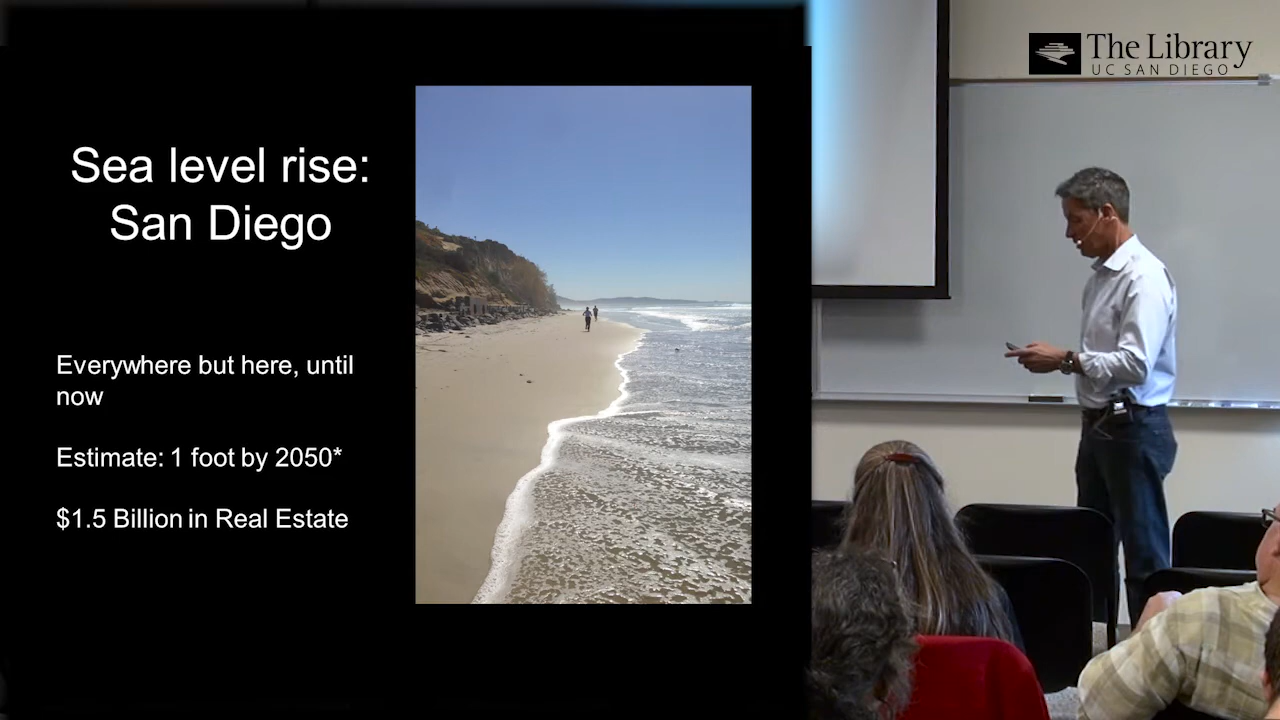 Sea level rise:
San Diego
Everywhere but here, until
now
Estimate: 1 foot by 2050*
$1.5 Billion in Real Estate
The Library
UC SAN DIEGO